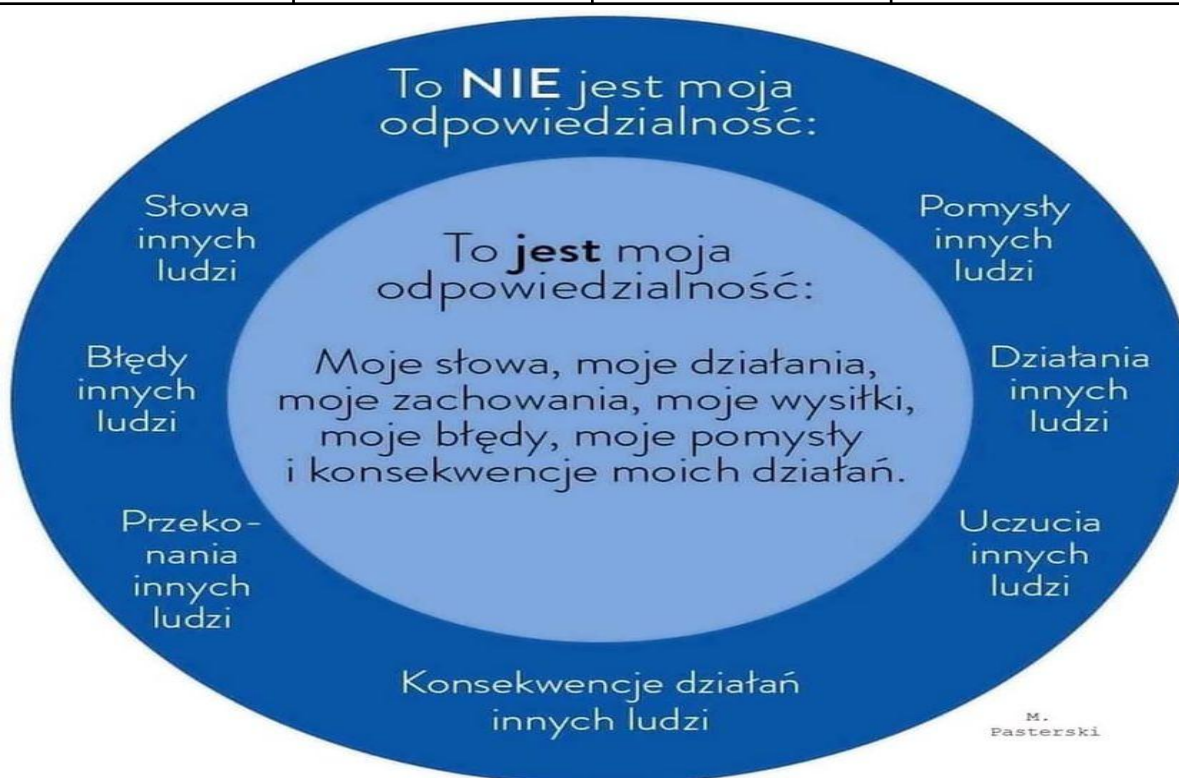 To NIE jest moja
odpowiedzialność:
Słowa
innych
ludzi
Pomysły
innych
ludzi
To jest moja
odpowiedzialność:
Błędy
innych
ludzi
Moje słowa, moje działania,
moje zachowania, moje wysiłki,
moje błędy, moje pomysły
i konsekwencje moich działań.
Działania
innych
ludzi
Przeko-
nania
innych
ludzi
Uczucia
innych
ludzi
Konsekwencje działań
innych ludzi
M.
Pasterski